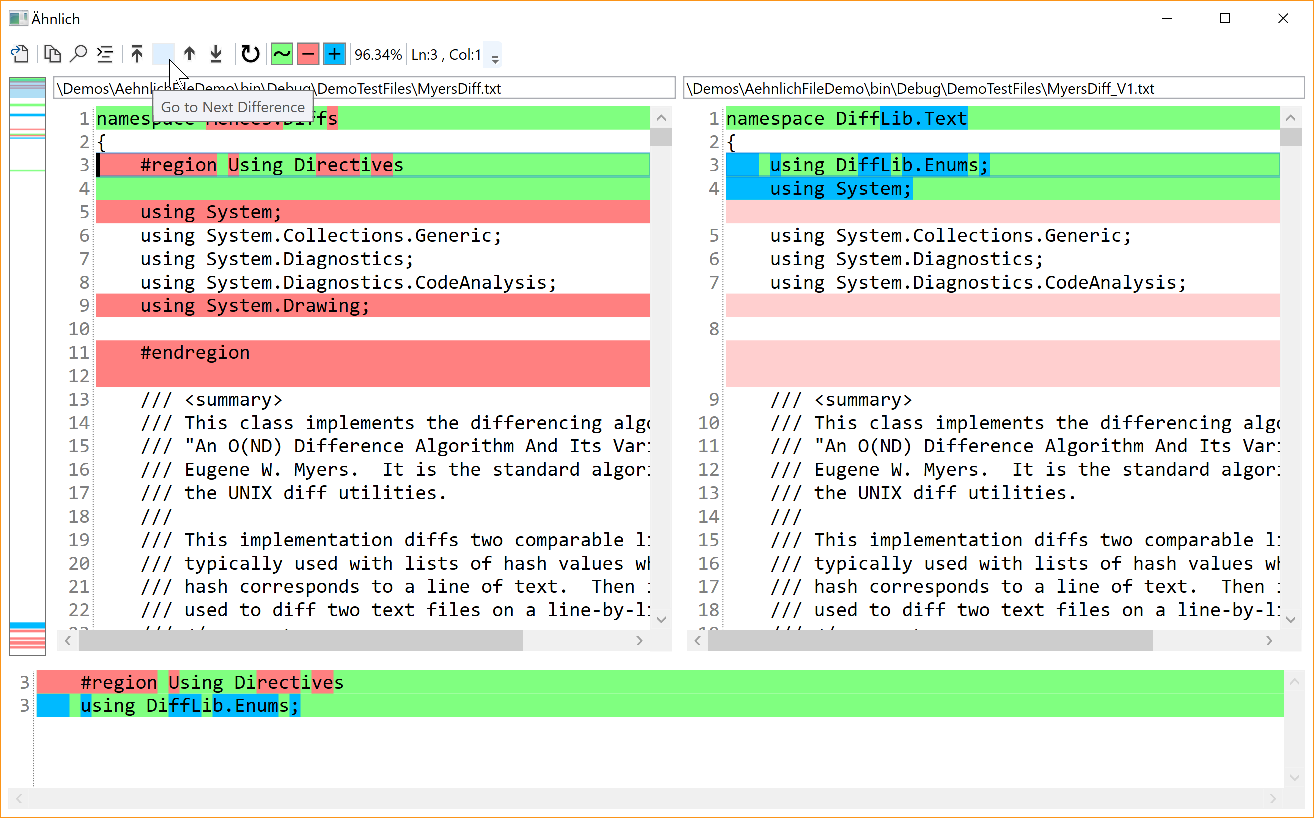 Ähnlich
96.34% Ln:3 , Col:1
\Demos\AehnlichFileDemo\bin\Debug\DemoTestFiles\MyersDiff.txt
\Demos\AehnlichFileDemo\bin\Debug\DemoTestFiles\MyersDiff_V1.txt
Go to Next Difference
1 namespace Menees.Diffs
2 {
3 #region Using Directives
4
5 using System;
6 using System.Collections.Generic;
7 using System.Diagnostics;
8 using System.Diagnostics.CodeAnalysis;
9 using System.Drawing;
10
11 #endregion
12
13 /// <summary>
14 /// This class implements the differencing algo
15 /// "An O(ND) Difference Algorithm And Its Vari
16 /// Eugene W. Myers.  It is the standard algori
17 /// the UNIX diff utilities.
18 ///
19 /// This implementation diffs two comparable li
20 /// typically used with lists of hash values wh
21 /// hash corresponds to a line of text.  Then i
22 /// used to diff two text files on a line-by-li
1 namespace DiffLib.Text
2 {
3 using DiffLib.Enums;
4 using System;
5 using System.Collections.Generic;
6 using System.Diagnostics;
7 using System.Diagnostics.CodeAnalysis;
8
9 /// <summary>
10 /// This class implements the differencing algo
11 /// "An O(ND) Difference Algorithm And Its Vari
12 /// Eugene W. Myers.  It is the standard algori
13 /// the UNIX diff utilities.
14 ///
15 /// This implementation diffs two comparable li
16 /// typically used with lists of hash values wh
17 /// hash corresponds to a line of text.  Then i
18 /// used to diff two text files on a line-by-li
3 #region Using Directives
3 using DiffLib.Enums;